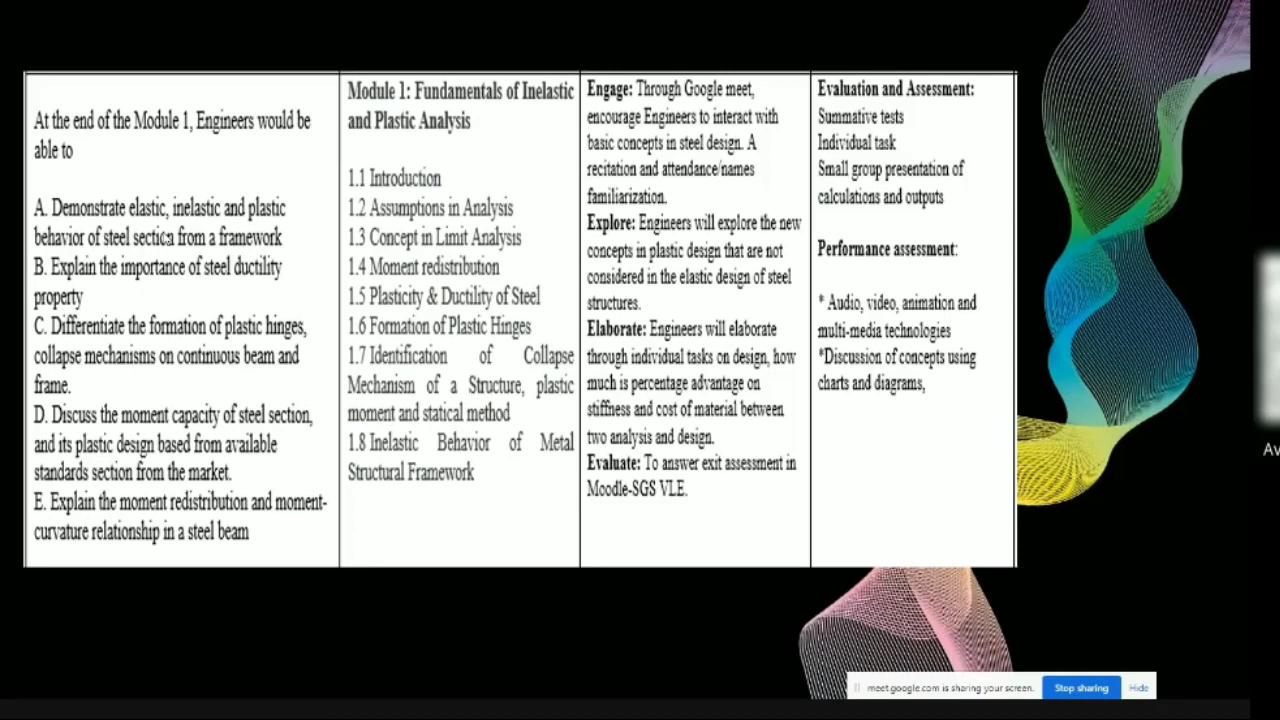 At the end of the Module 1, Engineers would be
able to
A. Demonstrate elastic, inelastic and plastic
behavior of steel section from a framework
B. Explain the importance of steel ductility
property
C. Differentiate the formation of plastic hinges,
collapse mechanisms on continuous beam and
frame.
D. Discuss the moment capacity of steel section,
and its plastic design based from available
standards section from the market.
E. Explain the moment redistribution and moment-
curvature relationship in a steel beam
Module 1: Fundamentals of Inelastic
and Plastic Analysis
1.1 Introduction
1.2 Assumptions in Analysis
1.3 Concept in Limit Analysis
1.4 Moment redistribution
1.5 Plasticity & Ductility of Steel
1.6 Formation of Plastic Hinges
1.7 Identification of Collapse
Mechanism of a Structure, plastic
moment and statical method
1.8 Inelastic Behavior of Metal
Structural Framework
Engage: Through Google meet,
encourage Engineers to interact with
basic concepts in steel design. A
recitation and attendance/names
familiarization.
Explore: Engineers will explore the new
concepts in plastic design that are not
considered in the elastic design of steel
structures.
Elaborate: Engineers will elaborate
through individual tasks on design, how
much is percentage advantage on
stiffness and cost of material between
two analysis and design.
Evaluate: To answer exit assessment in
Moodle-SGS VLE.
Evaluation and Assessment:
Summative tests
Individual task
Small group presentation of
calculations and outputs
Performance assessment:
* Audio, video, animation and
multi-media technologies
*Discussion of concepts using
charts and diagrams,
Av
meet.google.com is sharing your screen.
Stop sharing
Hide